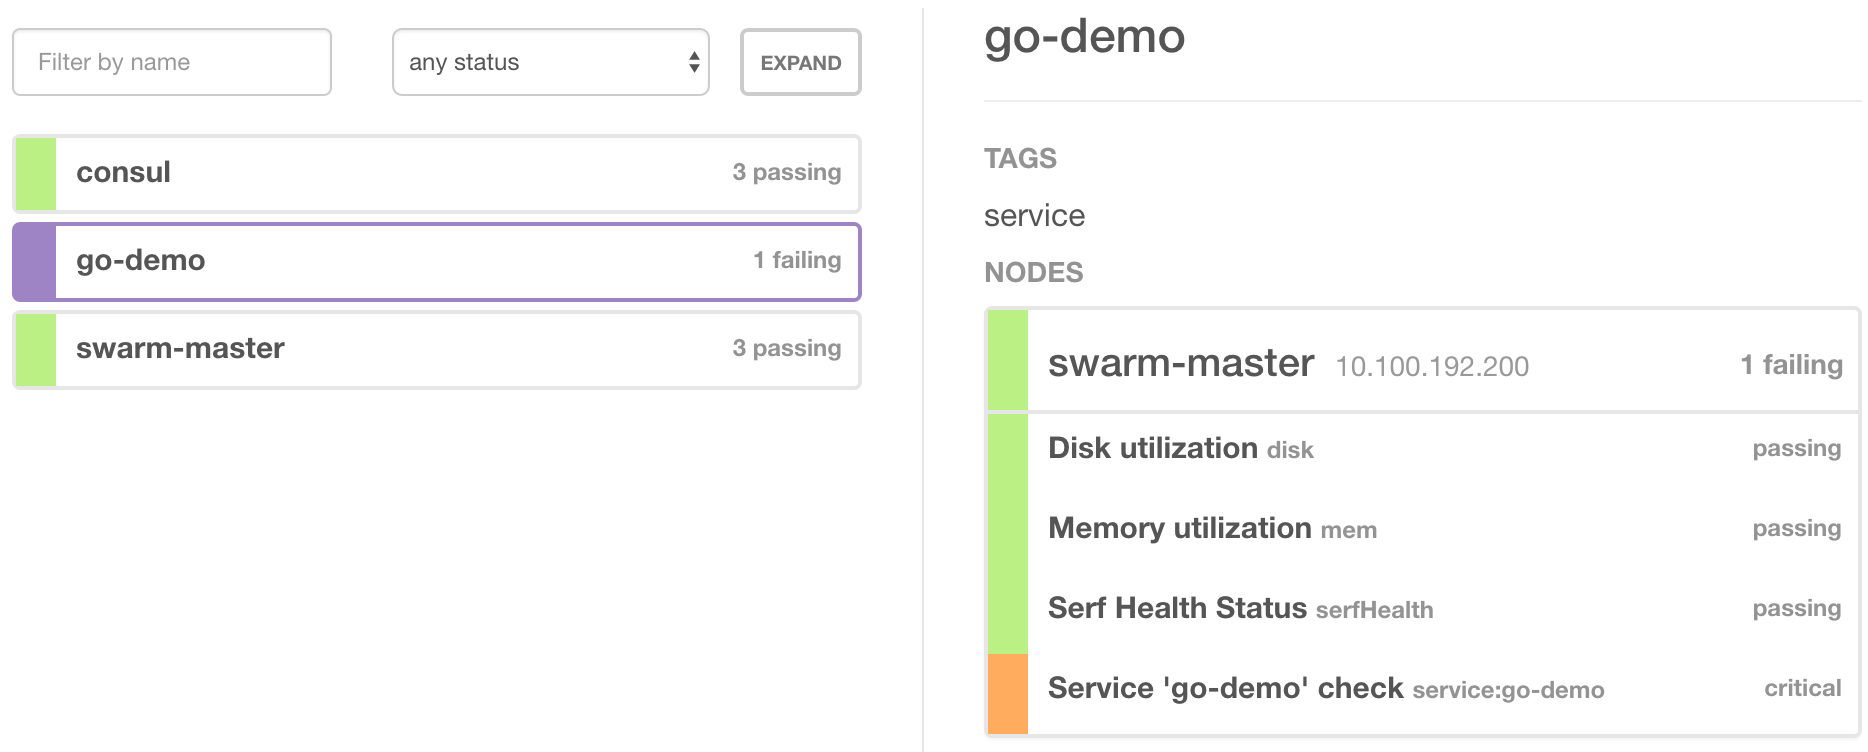 Filter by name
any status
EXPAND
consul 3 passing
go-demo 1 failing
swarm-master 3 passing
go-demo
TAGS
service
NODES
swarm-master 10.100.192.200 1 failing
Disk utilization disk passing
Memory utilization mem passing
Serf Health Status serfHealth passing
Service 'go-demo' check service:go-demo critical